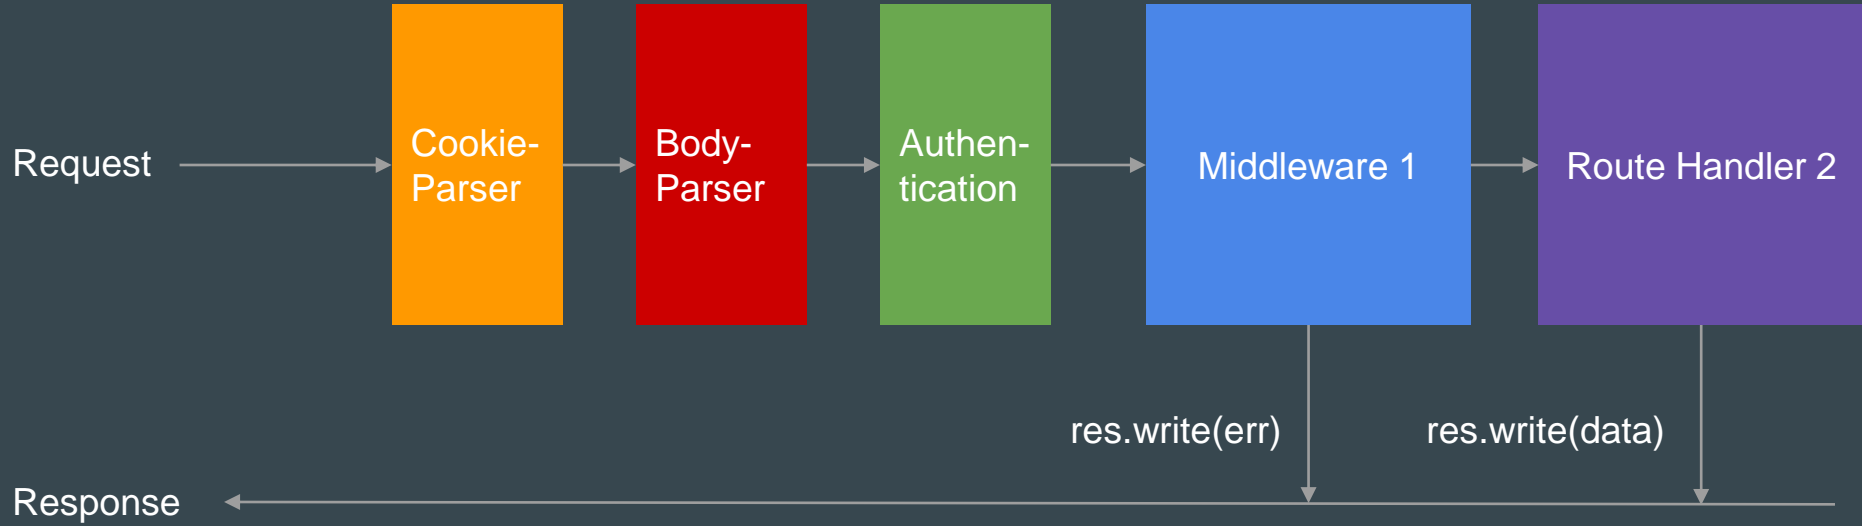 Request
Cookie-
Parser
Body-
Parser
Authen-
tication
Middleware 1
Route Handler 2
res.write(err)
res.write(data)
Response